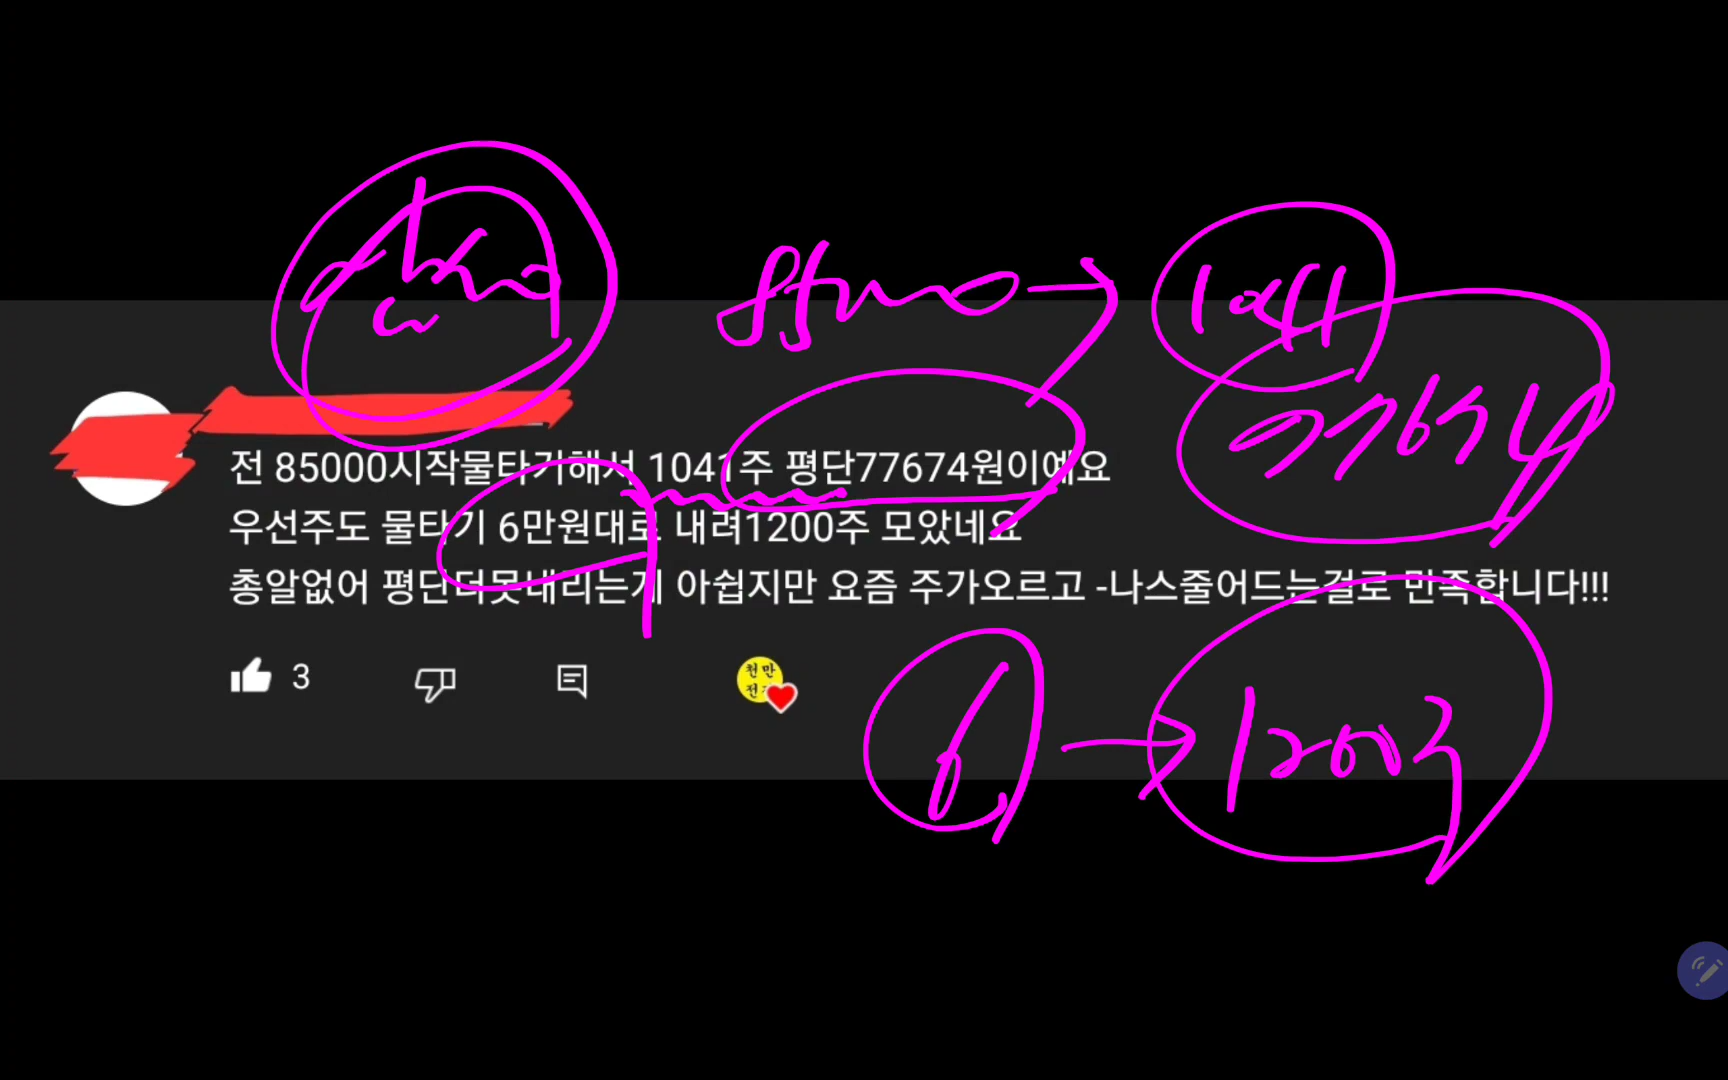 85000
1041
77674
전 85000시작물타기해서 1041주 평단77674원이예요
우선주도 물타기 6만원대로 내려1200주 모았네요
총알없어 평단더못내리는게 아쉽지만 요즘 주가오르고 -나스줄어드는걸로 만족합니다!!!
3
천만
6
1200주